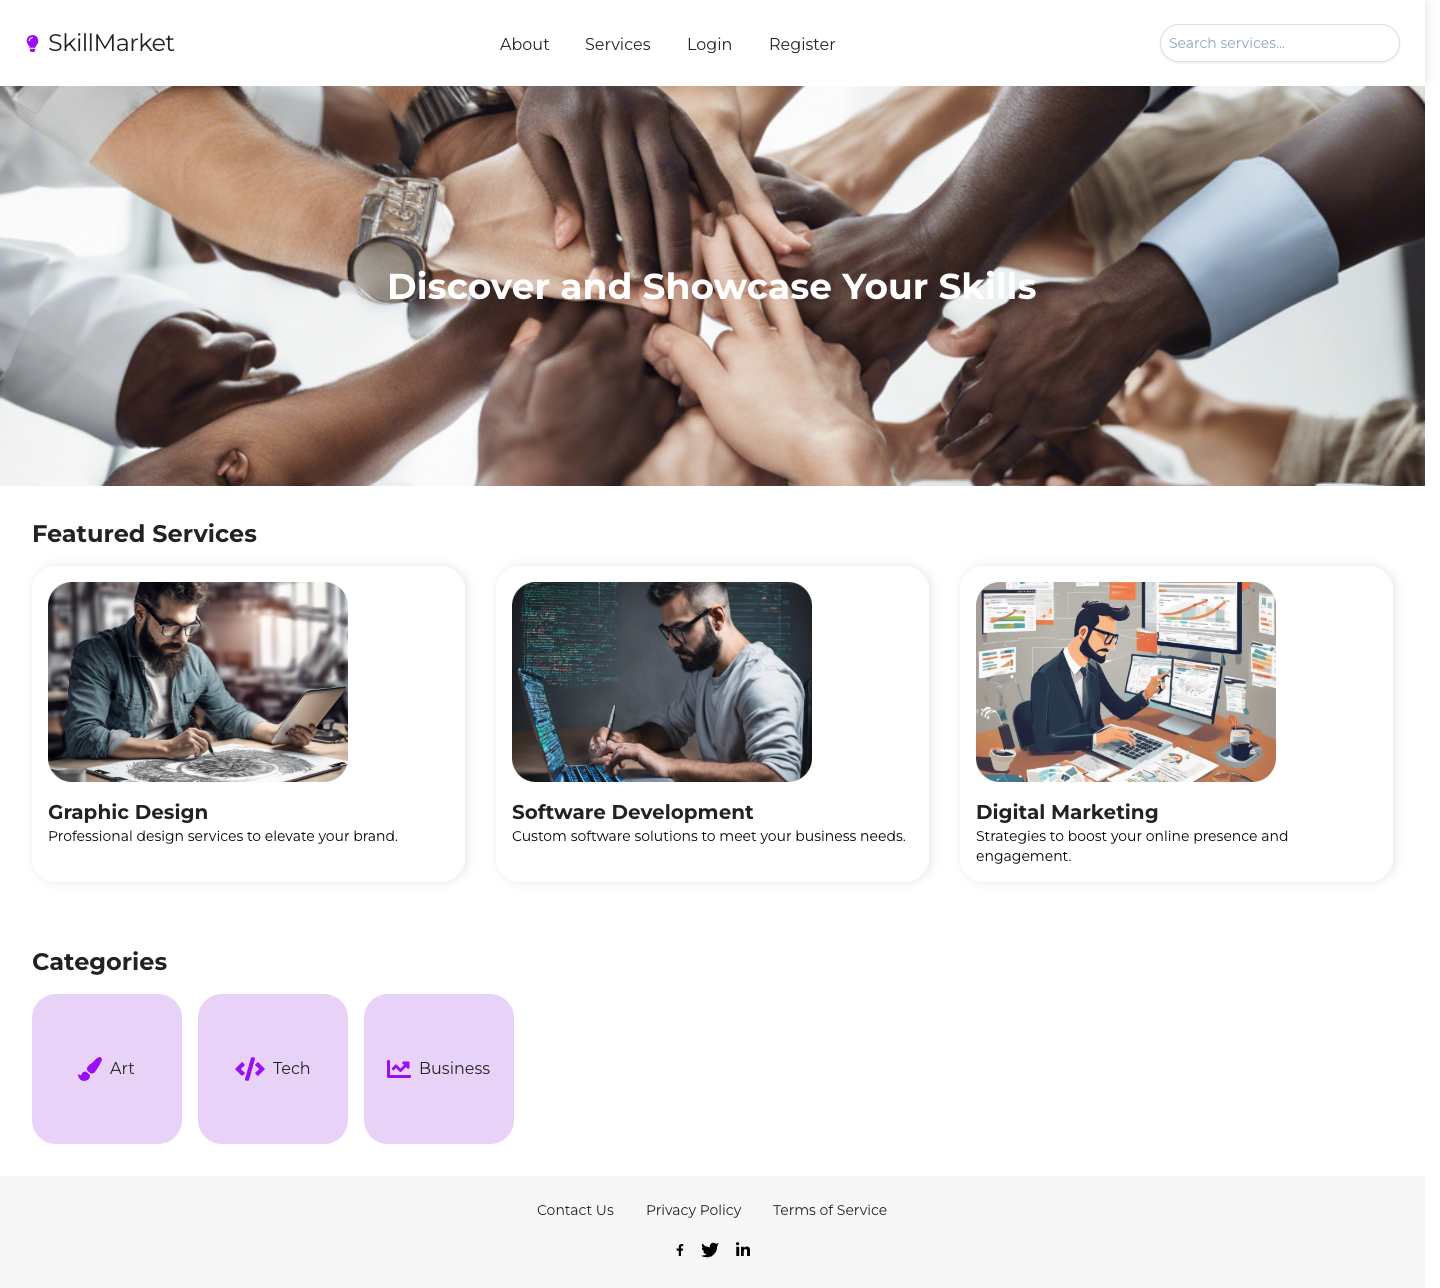 SkillMarket
About Services Login Register
Search services...
Discover and Showcase Your Skills
Featured Services
Graphic Design
Professional design services to elevate your brand.
Software Development
Custom software solutions to meet your business needs.
Digital Marketing
Strategies to boost your online presence and
engagement.
Categories
Art
Tech
Business
Contact Us Privacy Policy Terms of Service